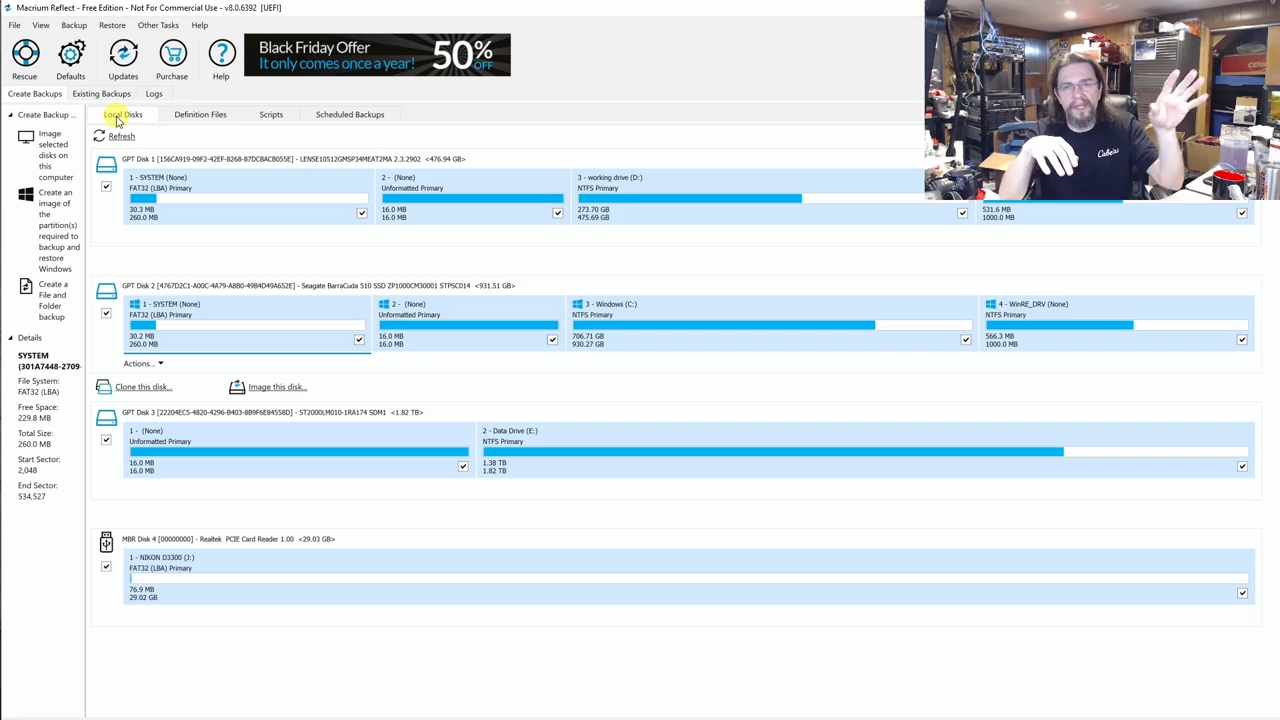 Macrium Reflect - Free Edition - Not For Commercial Use - v8.0.6392 [UEFI]
File View Backup Restore Other Tasks Help
Rescue Defaults Updates Purchase Help
Black Friday Offer
It only comes once a year!
50% OFF
Create Backups Existing Backups Logs
Create Backup ...
Image
selected
disks on
this
computer
Create an
image of
the
partition(s)
required to
backup and
restore
Windows
Create a
File and
Folder
backup
Details
SYSTEM
(301A7448-2709-
File System:
FAT32 (LBA)
Free Space:
229.8 MB
Total Size:
260.0 MB
Start Sector:
2,048
End Sector:
534,527
Local Disks Definition Files Scripts Scheduled Backups
Refresh
GPT Disk 1 [156CA919-09F2-42EF-8268-87DCBACB055E] - LENSE10512GMSP34MEAT2MA 2.3.2902 <476.94 GB>
1 - SYSTEM (None)
FAT32 (LBA) Primary
30.3 MB
260.0 MB
2 - (None)
Unformatted Primary
16.0 MB
16.0 MB
3 - working drive (D:)
NTFS Primary
273.70 GB
475.69 GB
531.6 MB
1000.0 MB
GPT Disk 2 [4767D2C1-A00C-4A79-A8B0-49B4D49A652E] - Seagate BarraCuda 510 SSD ZP1000CM30001 STPSC014 <931.51 GB>
1 - SYSTEM (None)
FAT32 (LBA) Primary
30.2 MB
260.0 MB
2 - (None)
Unformatted Primary
16.0 MB
16.0 MB
3 - Windows (C:)
NTFS Primary
706.71 GB
930.27 GB
4 - WinRE_DRV (None)
NTFS Primary
566.3 MB
1000.0 MB
Actions...
Clone this disk... Image this disk...
GPT Disk 3 [22204EC5-4820-4296-B403-8B9F6E84558D] - ST2000LM010-1RA174 SDM1 <1.82 TB>
1 - (None)
Unformatted Primary
16.0 MB
16.0 MB
2 - Data Drive (E:)
NTFS Primary
1.38 TB
1.82 TB
MBR Disk 4 [00000000] - Realtek PCIE Card Reader 1.00 <29.03 GB>
1 - NIKON D3300 (J:)
FAT32 (LBA) Primary
76.9 MB
29.02 GB
Cabela's